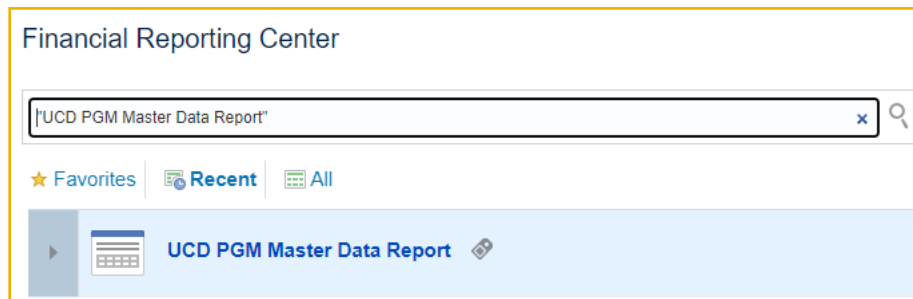 Financial Reporting Center
"UCD PGM Master Data Report"
Favorites Recent All
UCD PGM Master Data Report